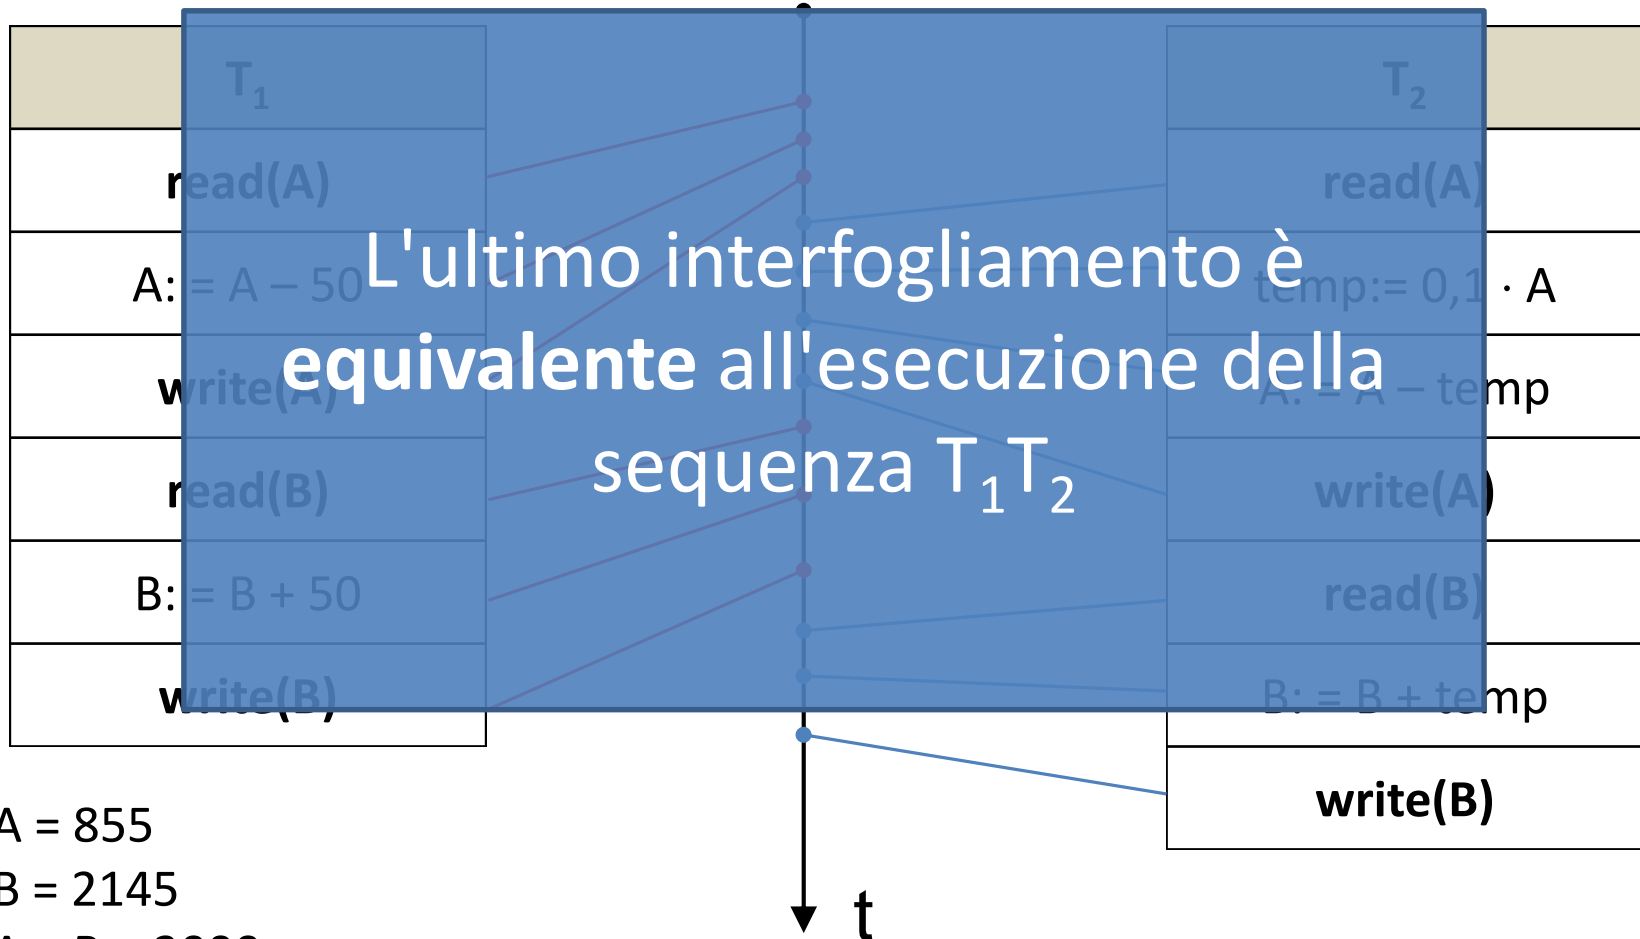 T₁
read(A)
A: = A – 50
write(A)
read(B)
B: = B + 50
write(B)
L'ultimo interfogliamento è
equivalente all'esecuzione della
sequenza T₁T₂
T₂
read(A)
temp:= 0,1 · A
A: = A – temp
write(A)
read(B)
B: = B + temp
write(B)
A = 855
B = 2145
t